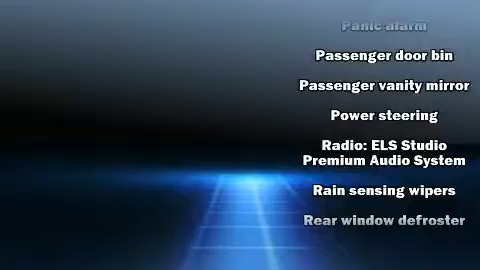 Panic alarm
Passenger door bin
Passenger vanity mirror
Power steering
Radio: ELS Studio
Premium Audio System
Rain sensing wipers
Rear window defroster